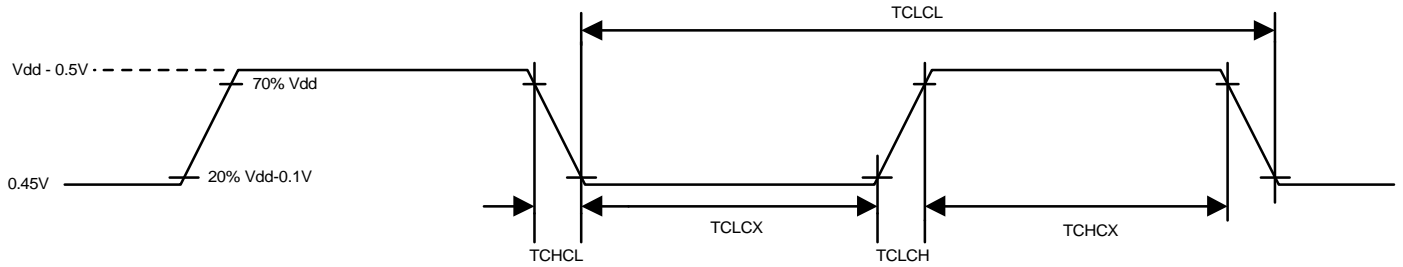 TCLCL
Vdd - 0.5V
70% Vdd
20% Vdd-0.1V
0.45V
TCLCX
TCHCX
TCHCL
TCLCH